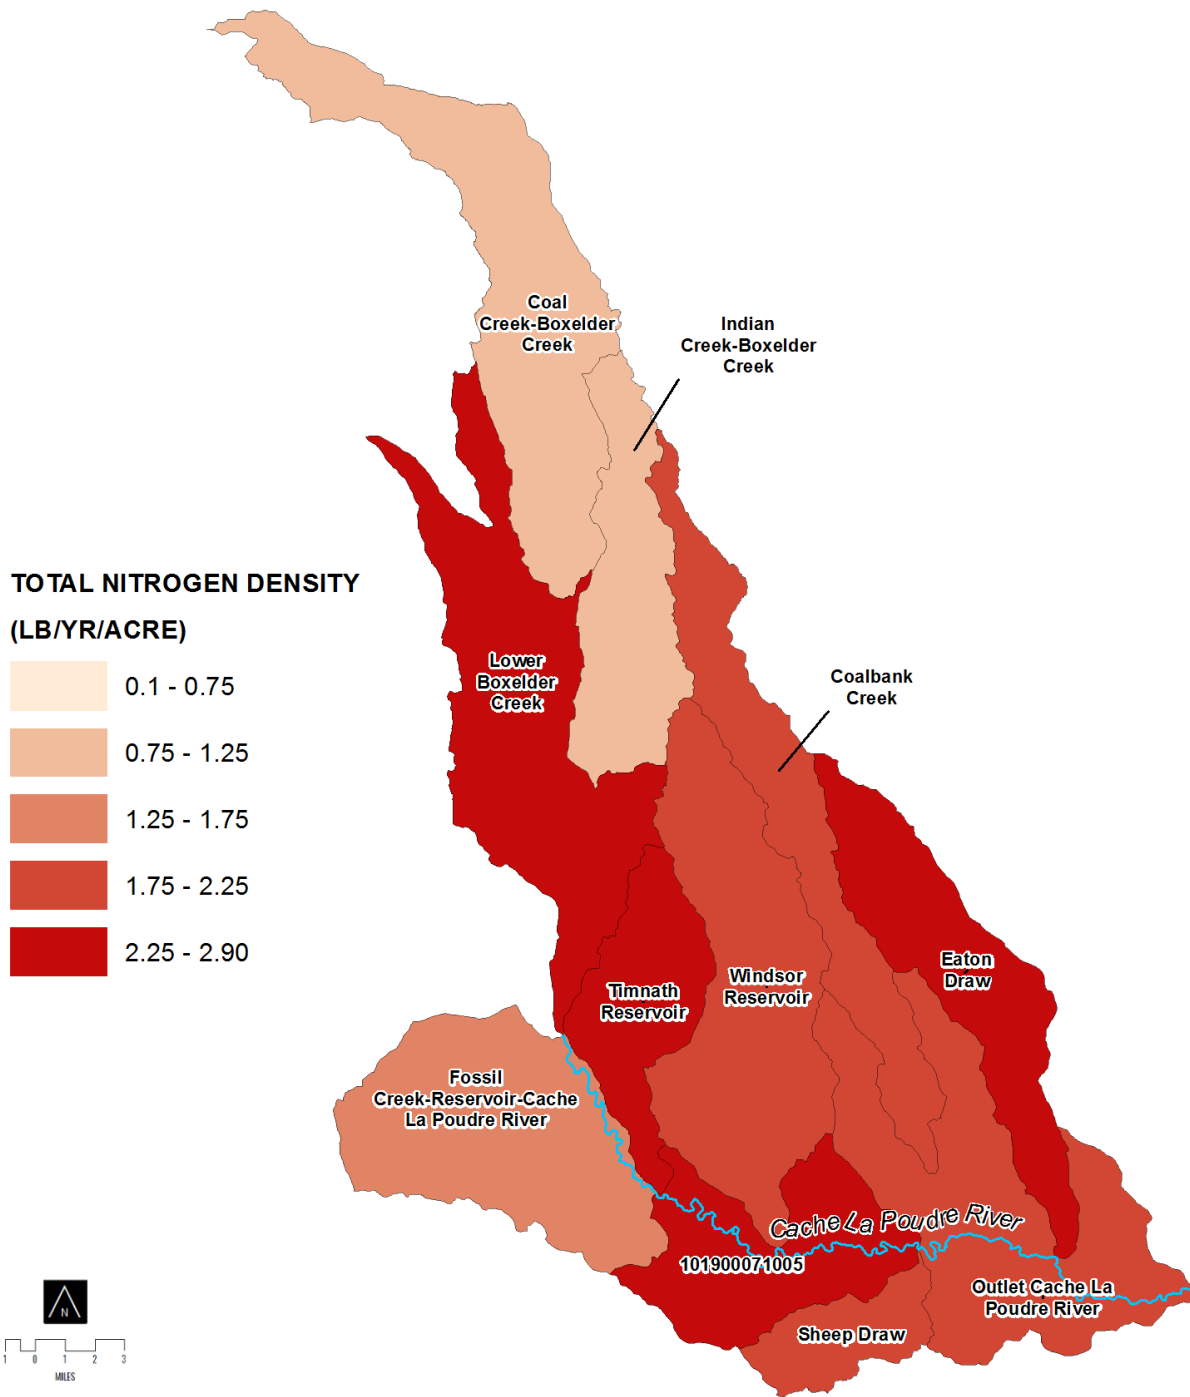 Coal
Creek-Boxelder
Creek
Indian
Creek-Boxelder
Creek
TOTAL NITROGEN DENSITY
(LB/YR/ACRE)
0.1 - 0.75
0.75 - 1.25
1.25 - 1.75
1.75 - 2.25
2.25 - 2.90
Lower
Boxelder
Creek
Coalbank
Creek
Eaton
Draw
Timnath
Reservoir
Windsor
Reservoir
Fossil
Creek-Reservoir-Cache
La Poudre River
Cache La Poudre River
101900071005
Outlet Cache La
Poudre River
Sheep Draw
N
1 0 1 2 3
MILES